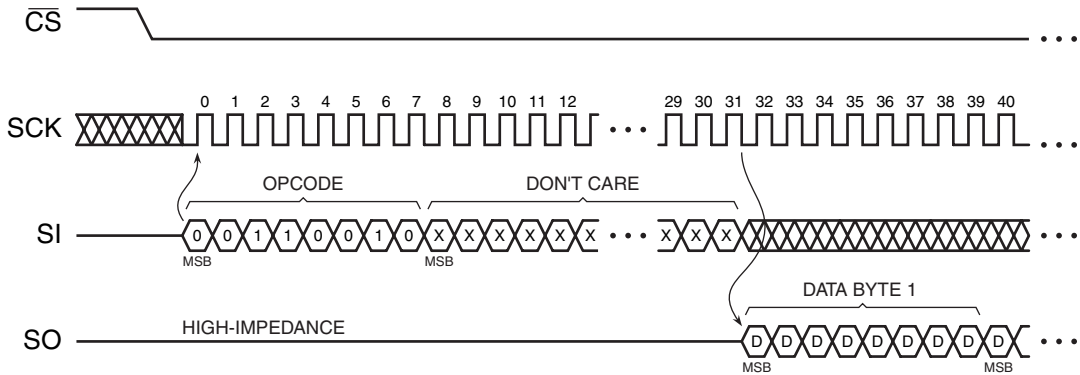 CS
0 1 2 3 4 5 6 7 8 9 10 11 12 29 30 31 32 33 34 35 36 37 38 39 40
SCK
OPCODE DON'T CARE
SI 0 0 1 1 0 0 1 0 X X X X X X X X X
MSB MSB
DATA BYTE 1
HIGH-IMPEDANCE
SO D D D D D D D D D
MSB MSB